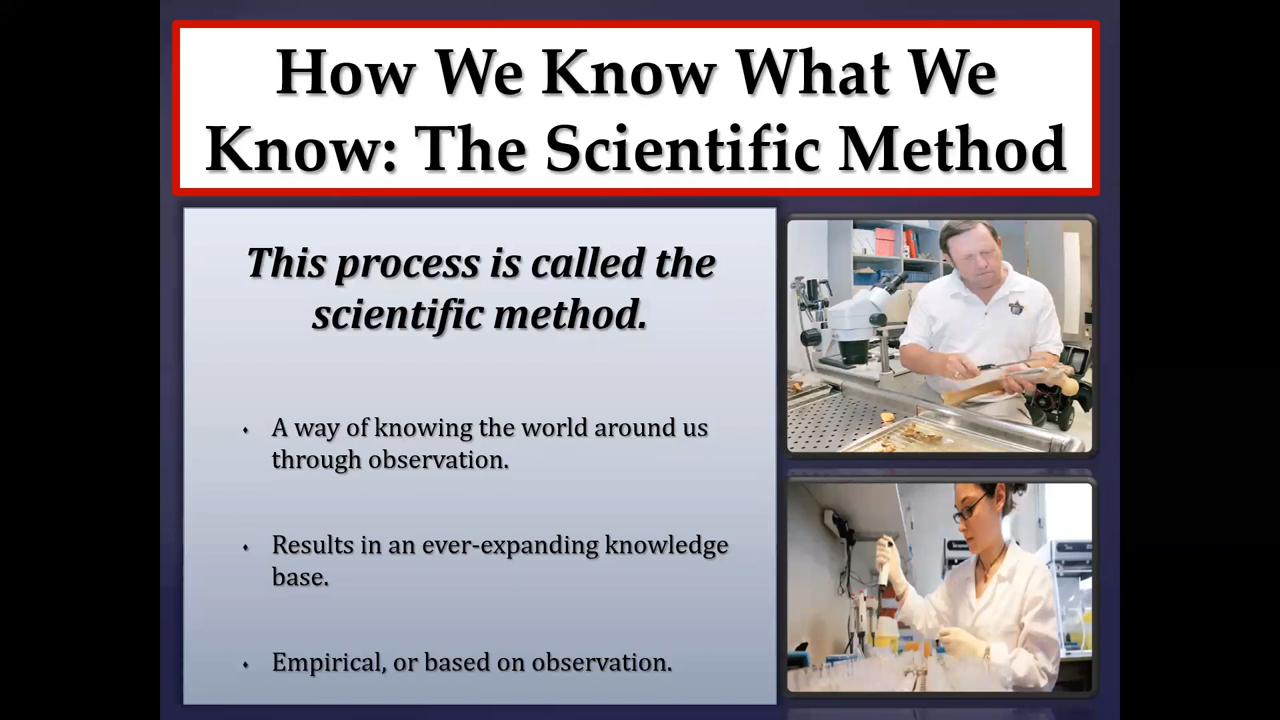 How We Know What We
Know: The Scientific Method
This process is called the
scientific method.
⬧ A way of knowing the world around us
through observation.
⬧ Results in an ever-expanding knowledge
base.
⬧ Empirical, or based on observation.